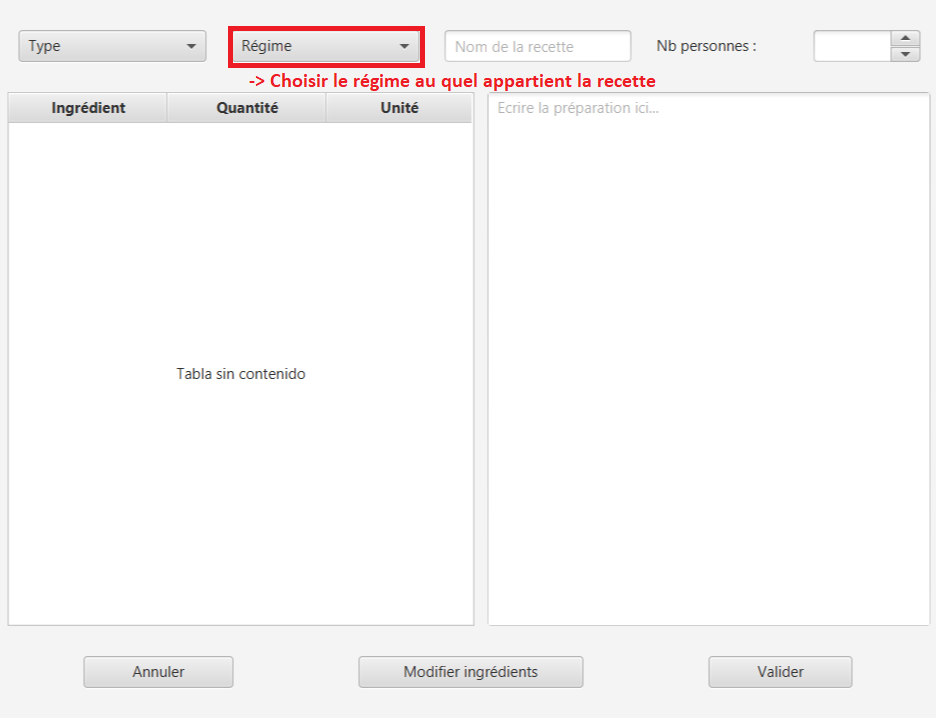 Type Régime Nom de la recette Nb personnes :
-> Choisir le régime au quel appartient la recette
Ingrédient Quantité Unité
Ecrire la préparation ici...
Tabla sin contenido
Annuler Modifier ingrédients Valider